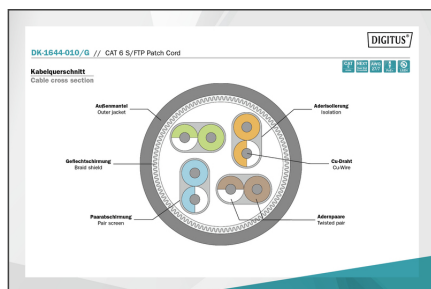 DIGITUS®
DK-1644-010/G // CAT 6 S/FTP Patch Cord
Kabelquerschnitt
Cable cross section
Außenmantel
Outer jacket
Aderisolierung
Isolation
Geflechtschirmung
Braid shield
Cu-Draht
Cu-Wire
Paarabschirmung
Pair screen
Adernpaare
Twisted pair